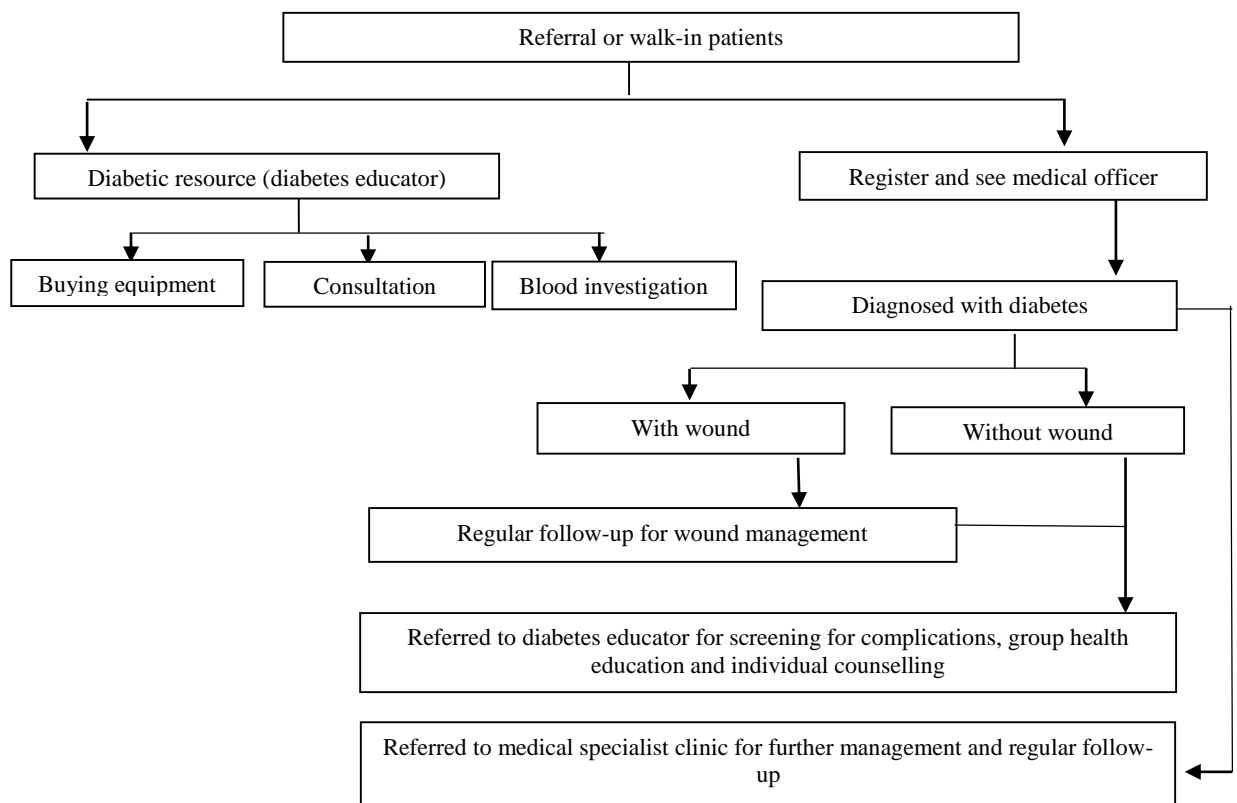 Referral or walk-in patients
Diabetic resource (diabetes educator)
Register and see medical officer
Buying equipment
Consultation
Blood investigation
Diagnosed with diabetes
With wound
Without wound
Regular follow-up for wound management
Referred to diabetes educator for screening for complications, group health
education and individual counselling
Referred to medical specialist clinic for further management and regular follow-
up